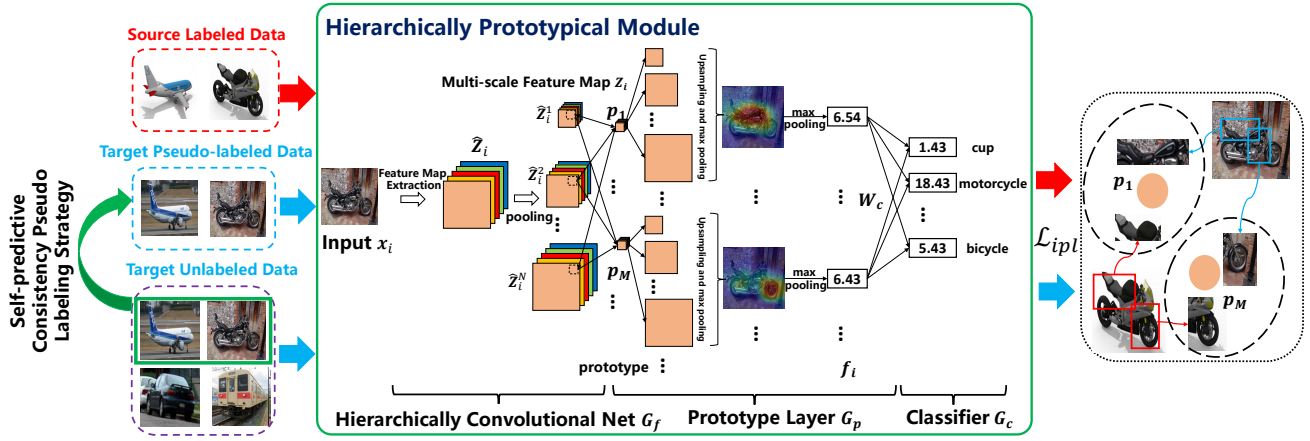 Source Labeled Data
Target Pseudo-labeled Data
Target Unlabeled Data
Self-predictive
Consistency Pseudo
Labeling Strategy
Hierarchically Prototypical Module
Multi-scale Feature Map Z_i
Input x_i
Feature Map
Extraction
Ẑ_i
pooling
Ẑ_i^1
Ẑ_i^2
...
Ẑ_i^N
p_1
...
p_M
...
...
Upsampling and max pooling
...
...
Upsampling and max pooling
prototype ...
max
pooling
6.54
...
...
max
pooling
6.43
...
...
f_i
W_c
1.43 cup
18.43 motorcycle
...
5.43 bicycle
Hierarchically Convolutional Net G_f
Prototype Layer G_p
Classifier G_c
ℒ_ipl
p_1
p_M